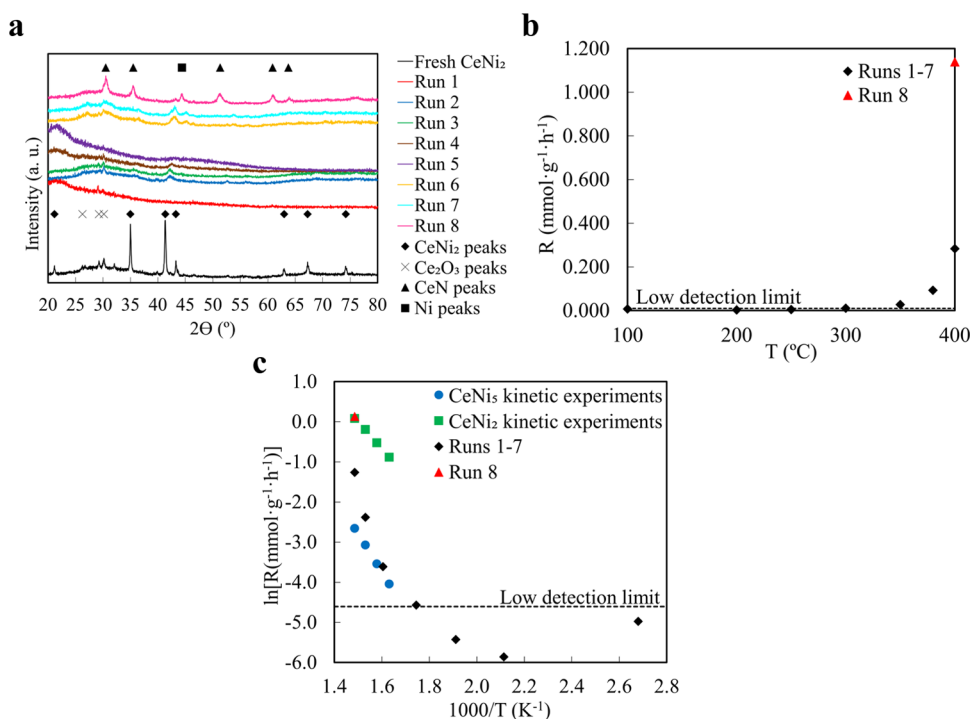 a
Intensity (a. u.)
20 25 30 35 40 45 50 55 60 65 70 75 80
2Θ (º)
Fresh CeNi₂
Run 1
Run 2
Run 3
Run 4
Run 5
Run 6
Run 7
Run 8
CeNi₂ peaks
Ce₂O₃ peaks
CeN peaks
Ni peaks
b
R (mmol·g⁻¹·h⁻¹)
1.200
1.000
0.800
0.600
0.400
0.200
0.000
Runs 1-7
Run 8
Low detection limit
100 200 300 400
T (ºC)
c
ln[R(mmol·g⁻¹·h⁻¹)]
1.0
0.0
-1.0
-2.0
-3.0
-4.0
-5.0
-6.0
CeNi₅ kinetic experiments
CeNi₂ kinetic experiments
Runs 1-7
Run 8
Low detection limit
1.4 1.6 1.8 2.0 2.2 2.4 2.6 2.8
1000/T (K⁻¹)